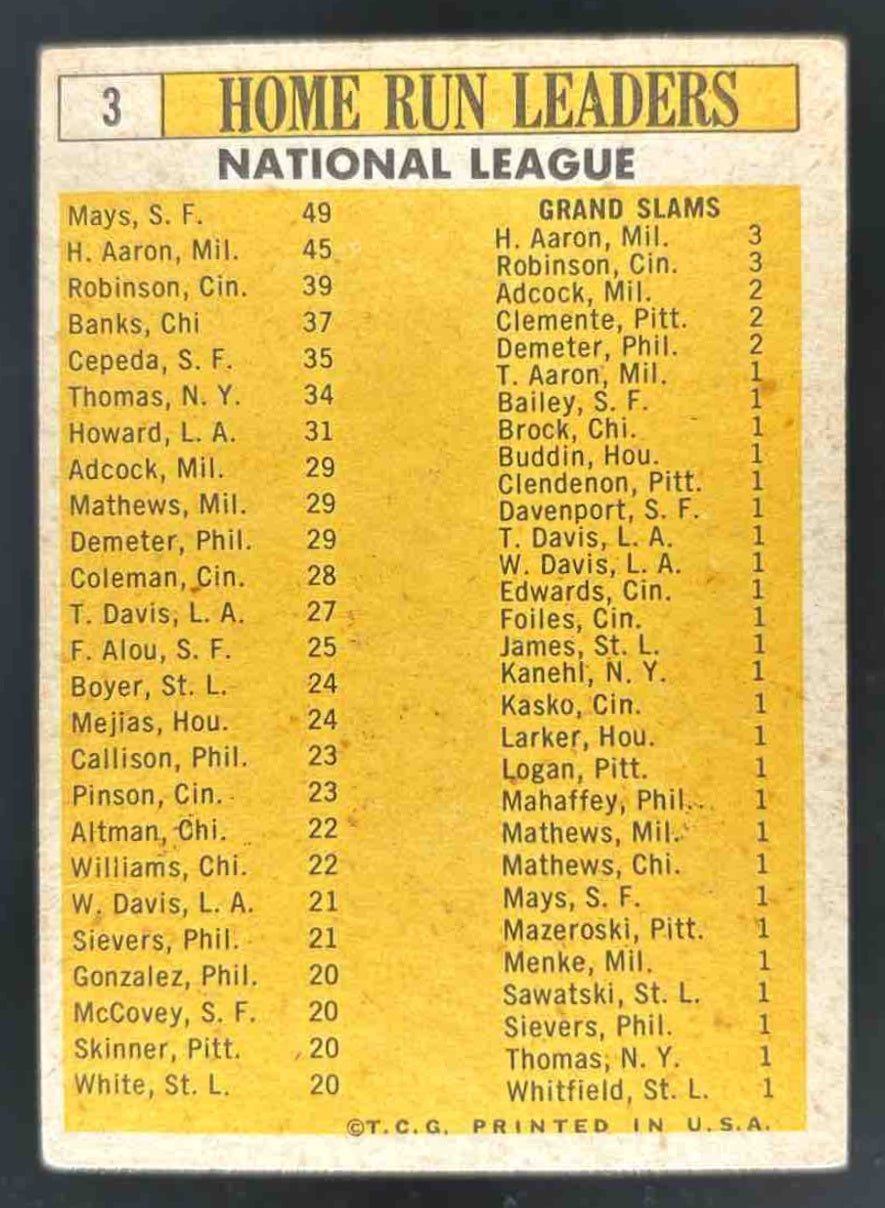 3
HOME RUN LEADERS
NATIONAL LEAGUE
Mays, S. F. 49
H. Aaron, Mil. 45
Robinson, Cin. 39
Banks, Chi 37
Cepeda, S. F. 35
Thomas, N. Y. 34
Howard, L. A. 31
Adcock, Mil. 29
Mathews, Mil. 29
Demeter, Phil. 29
Coleman, Cin. 28
T. Davis, L. A. 27
F. Alou, S. F. 25
Boyer, St. L. 24
Mejias, Hou. 24
Callison, Phil. 23
Pinson, Cin. 23
Altman, Chi. 22
Williams, Chi. 22
W. Davis, L. A. 21
Sievers, Phil. 21
Gonzalez, Phil. 20
McCovey, S. F. 20
Skinner, Pitt. 20
White, St. L. 20
GRAND SLAMS
H. Aaron, Mil. 3
Robinson, Cin. 3
Adcock, Mil. 2
Clemente, Pitt. 2
Demeter, Phil. 2
T. Aaron, Mil. 1
Bailey, S. F. 1
Brock, Chi. 1
Buddin, Hou. 1
Clendenon, Pitt. 1
Davenport, S. F. 1
T. Davis, L. A. 1
W. Davis, L. A. 1
Edwards, Cin. 1
Foiles, Cin. 1
James, St. L. 1
Kanehl, N. Y. 1
Kasko, Cin. 1
Larker, Hou. 1
Logan, Pitt. 1
Mahaffey, Phil. 1
Mathews, Mil. 1
Mathews, Chi. 1
Mays, S. F. 1
Mazeroski, Pitt. 1
Menke, Mil. 1
Sawatski, St. L. 1
Sievers, Phil. 1
Thomas, N. Y. 1
Whitfield, St. L. 1
©T.C.G. PRINTED IN U.S.A.